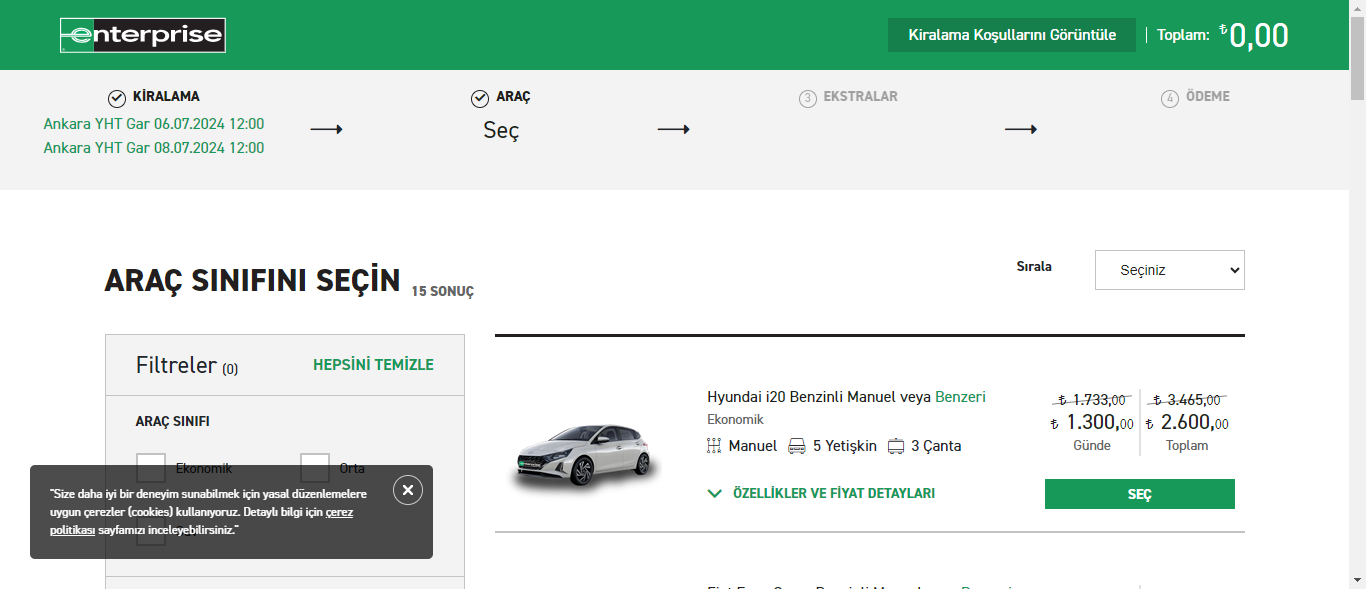 enterprise
Kiralama Koşullarını Görüntüle
Toplam: ₺0,00
KİRALAMA
Ankara YHT Gar 06.07.2024 12:00
Ankara YHT Gar 08.07.2024 12:00
ARAÇ
Seç
3 EKSTRALAR
4 ÖDEME
ARAÇ SINIFINI SEÇİN 15 SONUÇ
Sırala
Seçiniz
Filtreler (0)
HEPSİNİ TEMİZLE
ARAÇ SINIFI
Ekonomik
Orta
"Size daha iyi bir deneyim sunabilmek için yasal düzenlemelere
uygun çerezler (cookies) kullanıyoruz. Detaylı bilgi için çerez
politikası sayfamızı inceleyebilirsiniz."
Hyundai i20 Benzinli Manuel veya Benzeri
Ekonomik
Manuel 5 Yetişkin 3 Çanta
ÖZELLİKLER VE FİYAT DETAYLARI
₺ 1.733,00
₺ 1.300,00
Günde
₺ 3.465,00
₺ 2.600,00
Toplam
SEÇ